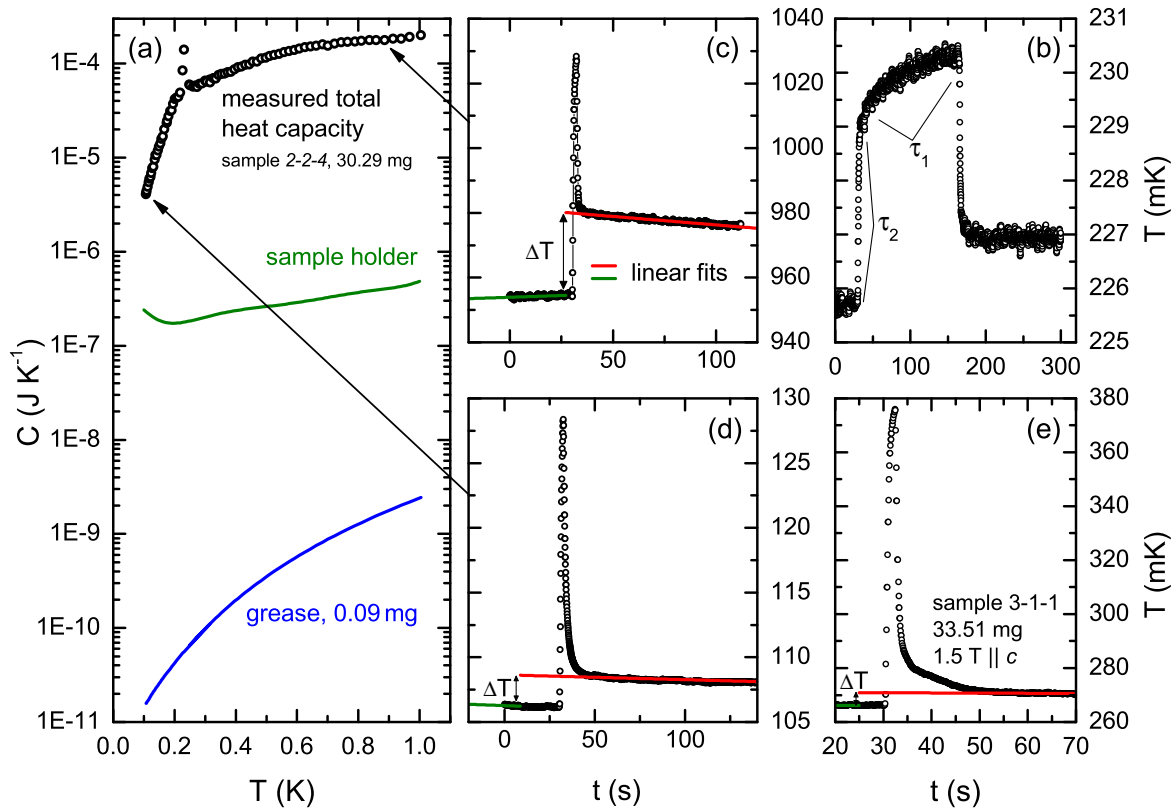 (a)
1E-4
1E-5
1E-6
1E-7
1E-8
1E-9
1E-10
1E-11
C (J K⁻¹)
measured total
heat capacity
sample 2-2-4, 30.29 mg
sample holder
grease, 0.09 mg
0.0 0.2 0.4 0.6 0.8 1.0
T (K)
(c)
ΔT
linear fits
0 50 100
1040
1020
1000
980
960
940
(b)
τ₁
τ₂
0 100 200 300
231
230
229
228
227
226
225
T (mK)
(d)
ΔT
0 50 100
t (s)
130
125
120
115
110
105
(e)
sample 3-1-1
33.51 mg
1.5 T || c
ΔT
20 30 40 50 60 70
t (s)
380
360
340
320
300
280
260
T (mK)